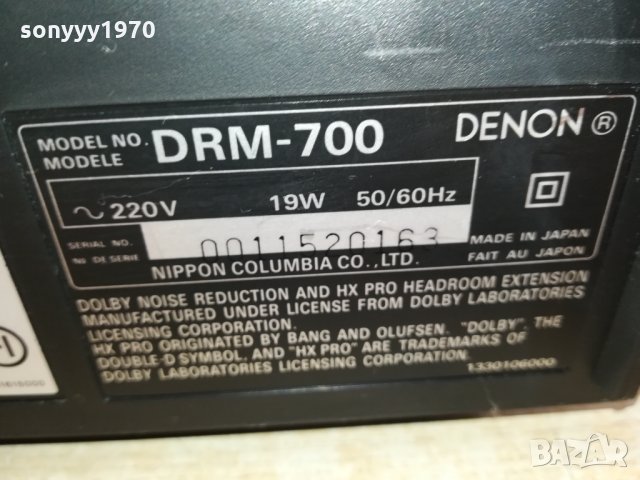 sonyyy1970
MODEL NO. DRM-700 DENON ®
MODELE
~ 220V 19W 50/60Hz
SERIAL NO. 0011520163
N! DE SERIE
MADE IN JAPAN
FAIT AU JAPON
NIPPON COLUMBIA CO.,LTD.
DOLBY NOISE REDUCTION AND HX PRO HEADROOM EXTENSION
MANUFACTURED UNDER LICENSE FROM DOLBY LABORATORIES
LICENSING CORPORATION.
HX PRO ORIGINATED BY BANG AND OLUFSEN. "DOLBY", THE
DOUBLE-D SYMBOL, AND "HX PRO" ARE TRADEMARKS OF
DOLBY LABORATORIES LICENSING CORPORATION.
1330106000
BAZAR